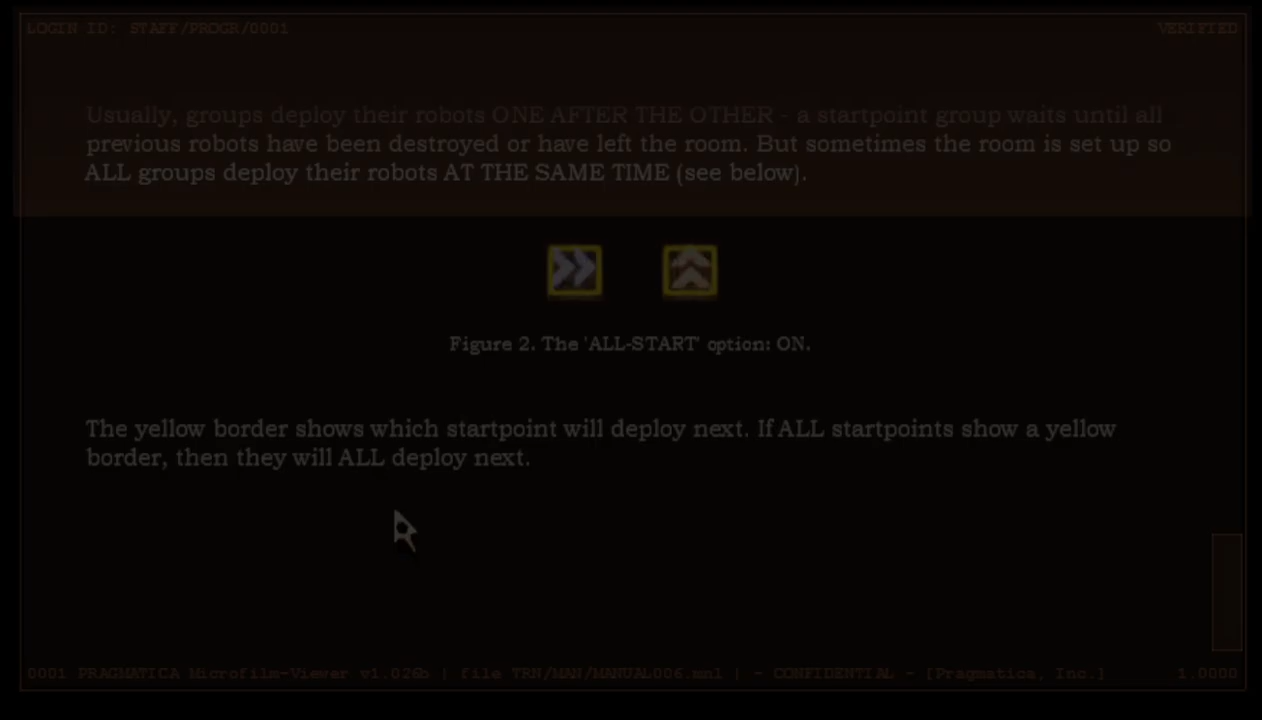 LOGIN ID: STAFF/PROGR/0001 VERIFIED
Usually, groups deploy their robots ONE AFTER THE OTHER - a startpoint group waits until all
previous robots have been destroyed or have left the room. But sometimes the room is set up so
ALL groups deploy their robots AT THE SAME TIME (see below).
Figure 2. The 'ALL-START' option: ON.
The yellow border shows which startpoint will deploy next. If ALL startpoints show a yellow
border, then they will ALL deploy next.
0001 PRAGMATICA Microfilm-Viewer v1.026b | file TRN/MAN/MANUAL006.mnl | - CONFIDENTIAL - [Pragmatica, Inc.] 1.0000